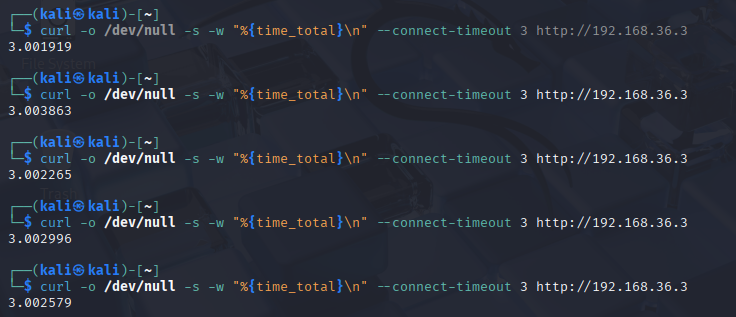 ┌──(kali㉿kali)-[~]
└─$ curl -o /dev/null -s -w "%{time_total}\n" --connect-timeout 3 http://192.168.36.3
3.001919
FileSystem
┌──(kali㉿kali)-[~]
└─$ curl -o /dev/null -s -w "%{time_total}\n" --connect-timeout 3 http://192.168.36.3
3.003863
┌──(kali㉿kali)-[~]
└─$ curl -o /dev/null -s -w "%{time_total}\n" --connect-timeout 3 http://192.168.36.3
3.002265
Trash
┌──(kali㉿kali)-[~]
└─$ curl -o /dev/null -s -w "%{time_total}\n" --connect-timeout 3 http://192.168.36.3
3.002996
┌──(kali㉿kali)-[~]
└─$ curl -o /dev/null -s -w "%{time_total}\n" --connect-timeout 3 http://192.168.36.3
3.002579